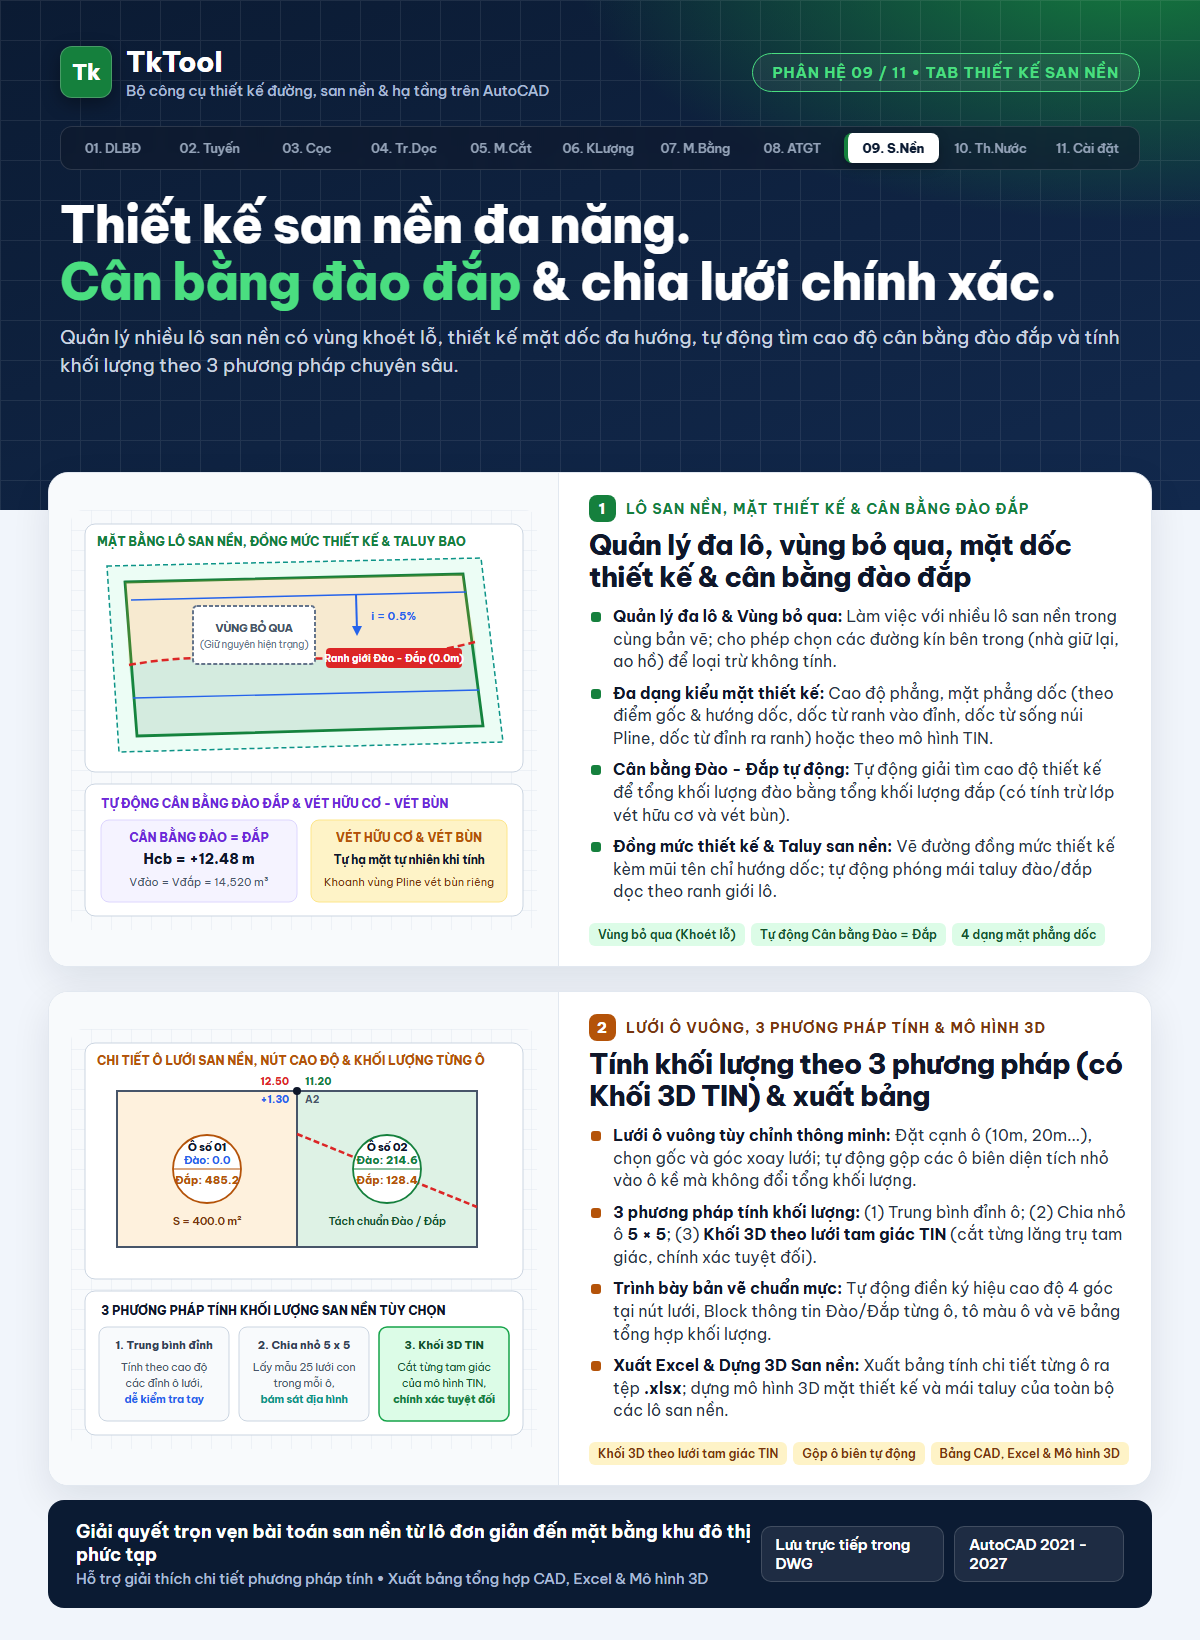 Tk
TkTool
Bộ công cụ thiết kế đường, san nền & hạ tầng trên AutoCAD
PHÂN HỆ 09 / 11 • TAB THIẾT KẾ SAN NỀN
01. DLBĐ
02. Tuyến
03. Cọc
04. Tr.Dọc
05. M.Cắt
06. KLượng
07. M.Bằng
08. ATGT
09. S.Nền
10. Th.Nước
11. Cài đặt
Thiết kế san nền đa năng.
Cân bằng đào đắp & chia lưới chính xác.
Quản lý nhiều lô san nền có vùng khoét lỗ, thiết kế mặt dốc đa hướng, tự động tìm cao độ cân bằng đào đắp và tính
khối lượng theo 3 phương pháp chuyên sâu.
MẶT BẰNG LÔ SAN NỀN, ĐỒNG MỨC THIẾT KẾ & TALUY BAO
VÙNG BỎ QUA
(Giữ nguyên hiện trạng)
i = 0.5%
Ranh giới Đào - Đắp (0.0m)
TỰ ĐỘNG CÂN BẰNG ĐÀO ĐẮP & VÉT HỮU CƠ - VÉT BÙN
CÂN BẰNG ĐÀO = ĐẮP
Hcb = +12.48 m
Vđào = Vđắp = 14,520 m³
VÉT HỮU CƠ & VÉT BÙN
Tự hạ mặt tự nhiên khi tính
Khoanh vùng Pline vét bùn riêng
1
LÔ SAN NỀN, MẶT THIẾT KẾ & CÂN BẰNG ĐÀO ĐẮP
Quản lý đa lô, vùng bỏ qua, mặt dốc
thiết kế & cân bằng đào đắp
Quản lý đa lô & Vùng bỏ qua: Làm việc với nhiều lô san nền trong
cùng bản vẽ; cho phép chọn các đường kín bên trong (nhà giữ lại,
ao hồ) để loại trừ không tính.
Đa dạng kiểu mặt thiết kế: Cao độ phẳng, mặt phẳng dốc (theo
điểm gốc & hướng dốc, dốc từ ranh vào đỉnh, dốc từ sống núi
Pline, dốc từ đỉnh ra ranh) hoặc theo mô hình TIN.
Cân bằng Đào - Đắp tự động: Tự động giải tìm cao độ thiết kế
để tổng khối lượng đào bằng tổng khối lượng đắp (có tính trừ lớp
vét hữu cơ và vét bùn).
Đồng mức thiết kế & Taluy san nền: Vẽ đường đồng mức thiết kế
kèm mũi tên chỉ hướng dốc; tự động phóng mái taluy đào/đắp
dọc theo ranh giới lô.
Vùng bỏ qua (Khoét lỗ)
Tự động Cân bằng Đào = Đắp
4 dạng mặt phẳng dốc
CHI TIẾT Ô LƯỚI SAN NỀN, NÚT CAO ĐỘ & KHỐI LƯỢNG TỪNG Ô
12.50
11.20
+1.30
A2
Ô số 01
Đào: 0.0
Đắp: 485.2
S = 400.0 m²
Ô số 02
Đào: 214.6
Đắp: 128.4
Tách chuẩn Đào / Đắp
3 PHƯƠNG PHÁP TÍNH KHỐI LƯỢNG SAN NỀN TÙY CHỌN
1. Trung bình đỉnh
Tính theo cao độ
các đỉnh ô lưới,
dễ kiểm tra tay
2. Chia nhỏ 5 x 5
Lấy mẫu 25 lưới con
trong mỗi ô,
bám sát địa hình
3. Khối 3D TIN
Cắt từng tam giác
của mô hình TIN,
chính xác tuyệt đối
2
LƯỚI Ô VUÔNG, 3 PHƯƠNG PHÁP TÍNH & MÔ HÌNH 3D
Tính khối lượng theo 3 phương pháp (có
Khối 3D TIN) & xuất bảng
Lưới ô vuông tùy chỉnh thông minh: Đặt cạnh ô (10m, 20m...),
chọn gốc và góc xoay lưới; tự động gộp các ô biên diện tích nhỏ
vào ô kề mà không đổi tổng khối lượng.
3 phương pháp tính khối lượng: (1) Trung bình đỉnh ô; (2) Chia nhỏ
ô 5 × 5; (3) Khối 3D theo lưới tam giác TIN (cắt từng lăng trụ tam
giác, chính xác tuyệt đối).
Trình bày bản vẽ chuẩn mực: Tự động điền ký hiệu cao độ 4 góc
tại nút lưới, Block thông tin Đào/Đắp từng ô, tô màu ô và vẽ bảng
tổng hợp khối lượng.
Xuất Excel & Dựng 3D San nền: Xuất bảng tính chi tiết từng ô ra
tệp .xlsx; dựng mô hình 3D mặt thiết kế và mái taluy của toàn bộ
các lô san nền.
Khối 3D theo lưới tam giác TIN
Gộp ô biên tự động
Bảng CAD, Excel & Mô hình 3D
Giải quyết trọn vẹn bài toán san nền từ lô đơn giản đến mặt bằng khu đô thị
phức tạp
Hỗ trợ giải thích chi tiết phương pháp tính • Xuất bảng tổng hợp CAD, Excel & Mô hình 3D
Lưu trực tiếp trong
DWG
AutoCAD 2021 -
2027